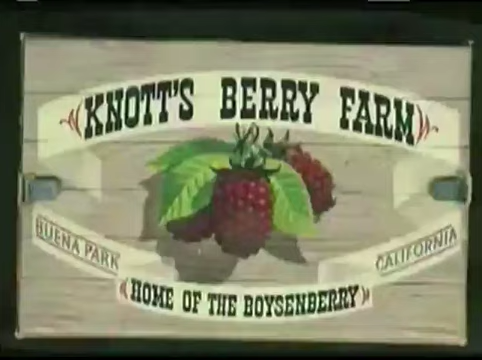 KNOTT'S BERRY FARM
BUENA PARK
CALIFORNIA
HOME OF THE BOYSENBERRY